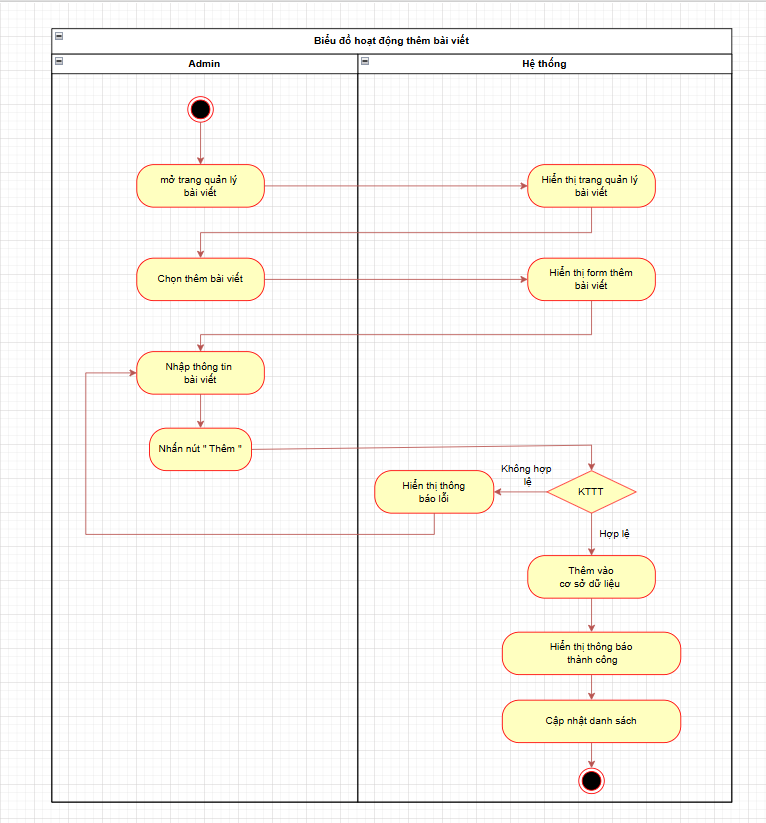 Biểu đồ hoạt động thêm bài viết
Admin
Hệ thống
mở trang quản lý
bài viết
Hiển thị trang quản lý
bài viết
Chọn thêm bài viết
Hiển thị form thêm
bài viết
Nhập thông tin
bài viết
Nhấn nút " Thêm "
Không hợp
lệ
Hiển thị thông
báo lỗi
KTTT
Hợp lệ
Thêm vào
cơ sở dữ liệu
Hiển thị thông báo
thành công
Cập nhật danh sách